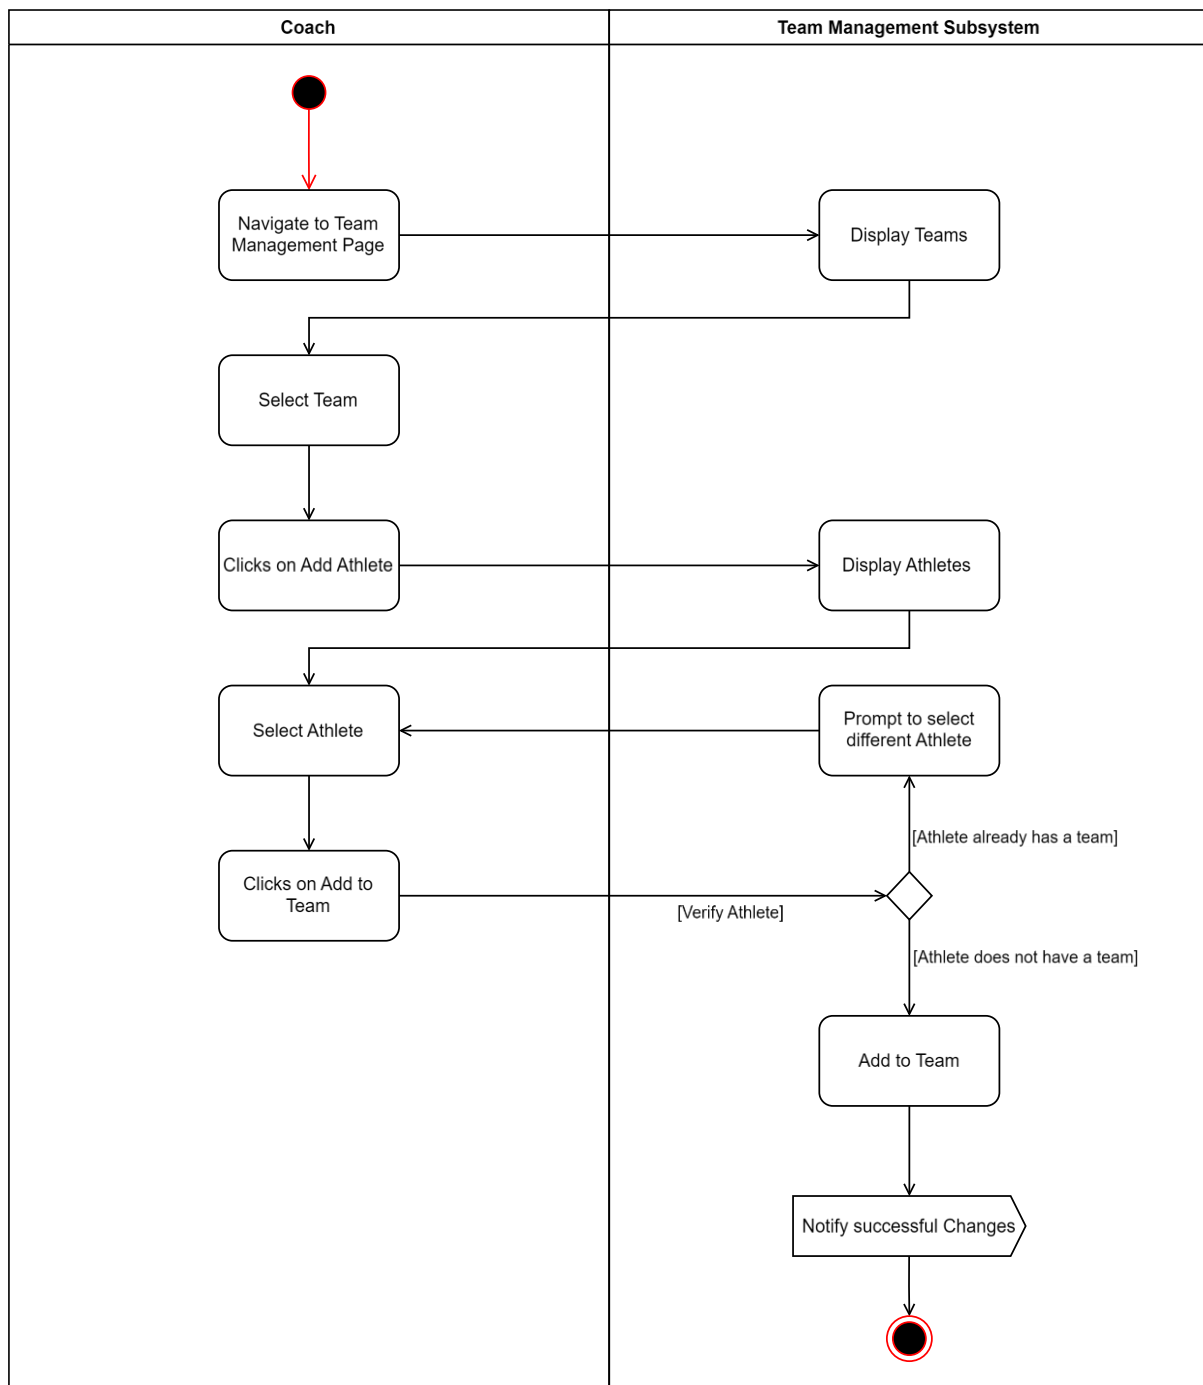 Coach
Team Management Subsystem
Navigate to Team
Management Page
Display Teams
Select Team
Clicks on Add Athlete
Display Athletes
Select Athlete
Prompt to select
different Athlete
[Athlete already has a team]
Clicks on Add to
Team
[Verify Athlete]
[Athlete does not have a team]
Add to Team
Notify successful Changes